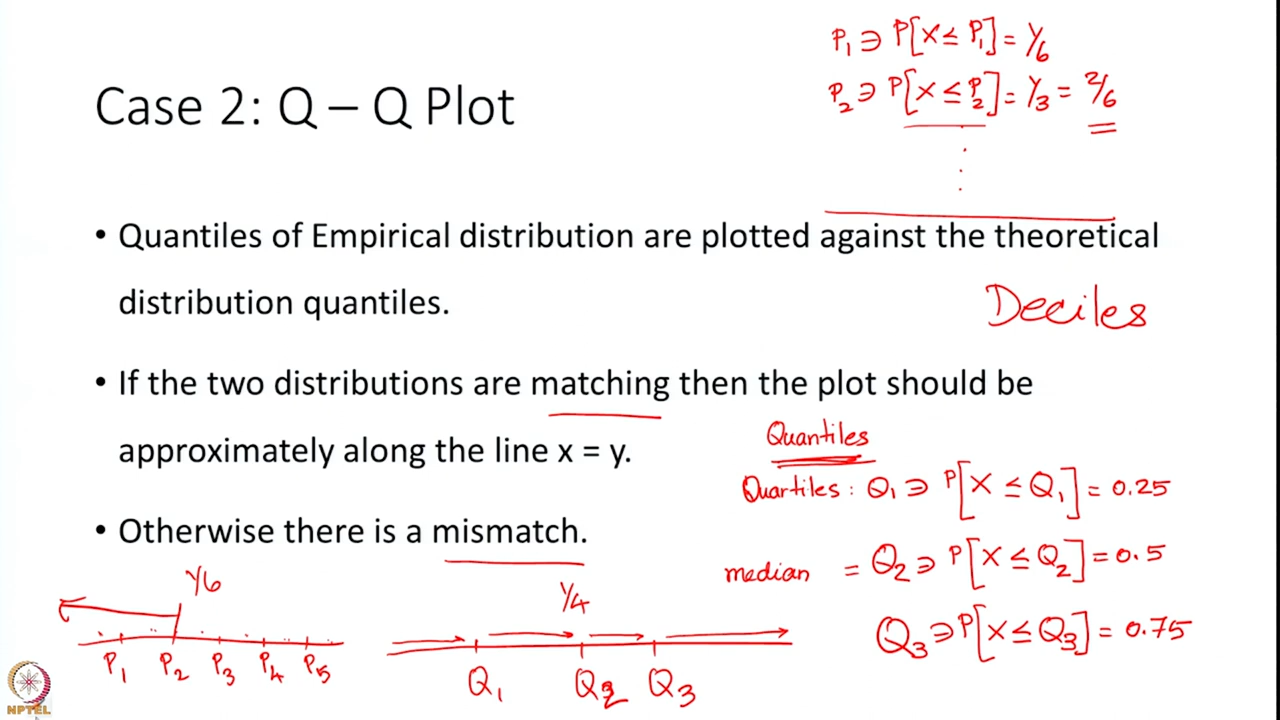 P₁ ∋ P[X ≤ P₁] = 1/6
P₂ ∋ P[X ≤ P₂] = 1/3 = 2/6
Case 2: Q – Q Plot
• Quantiles of Empirical distribution are plotted against the theoretical
distribution quantiles.
Deciles
• If the two distributions are matching then the plot should be
approximately along the line x = y.
Quantiles
Quartiles: Q₁ ∋ P[X ≤ Q₁] = 0.25
• Otherwise there is a mismatch.
median = Q₂ ∋ P[X ≤ Q₂] = 0.5
Q₃ ∋ P[X ≤ Q₃] = 0.75
1/6
1/4
P₁ P₂ P₃ P₄ P₅
Q₁ Q₂ Q₃
NPTEL